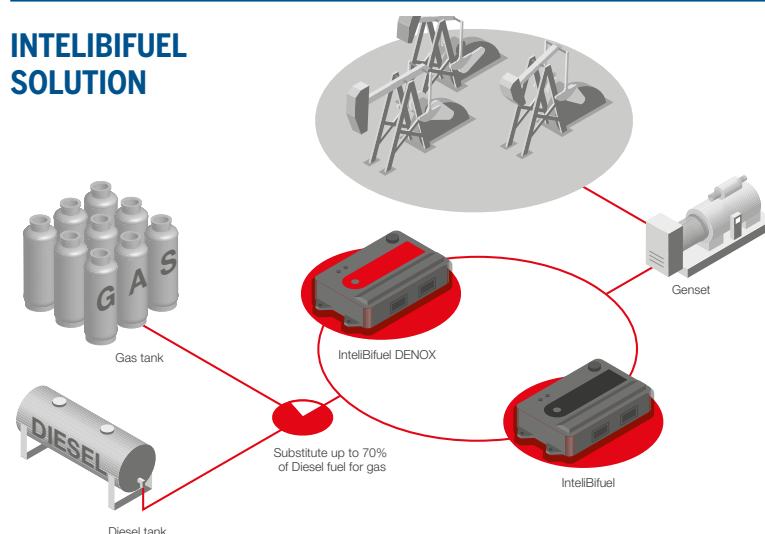 INTELIBIFUEL
SOLUTION
GAS
Gas tank
DIESEL
Diesel tank
Substitute up to 70%
of Diesel fuel for gas
InteliBifuel DENOX
InteliBifuel
Genset